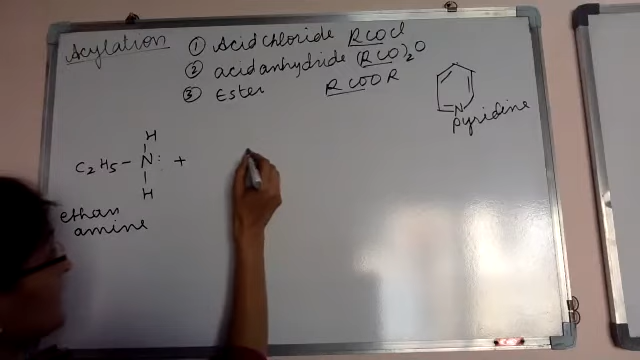 Acylation
① Acid chloride RCOCl
② acid anhydride (RCO)2O
③ Ester RCOOR
N
pyridine
H
C2H5 - N: +
H
ethan
amine